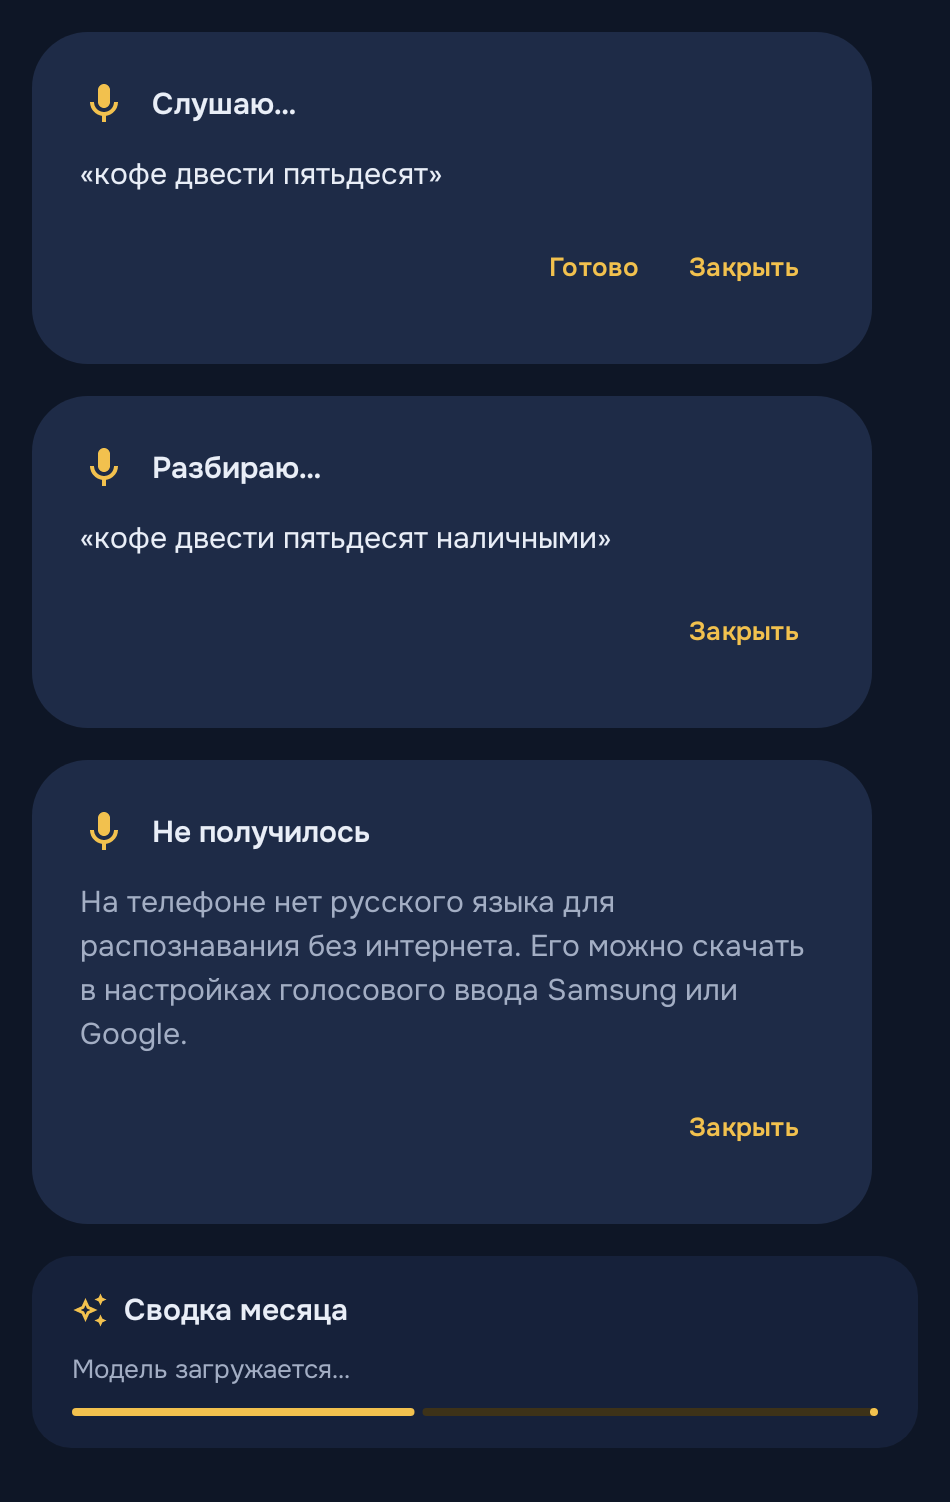 Слушаю...
«кофе двести пятьдесят»
Готово Закрыть
Разбираю...
«кофе двести пятьдесят наличными»
Закрыть
Не получилось
На телефоне нет русского языка для
распознавания без интернета. Его можно скачать
в настройках голосового ввода Samsung или
Google.
Закрыть
Сводка месяца
Модель загружается...